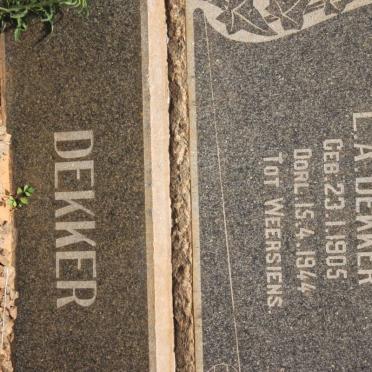 L.A. DEKKER
GEB. 23.1.1905
OORL. 15.4.1944
TOT WEERSIENS.
DEKKER